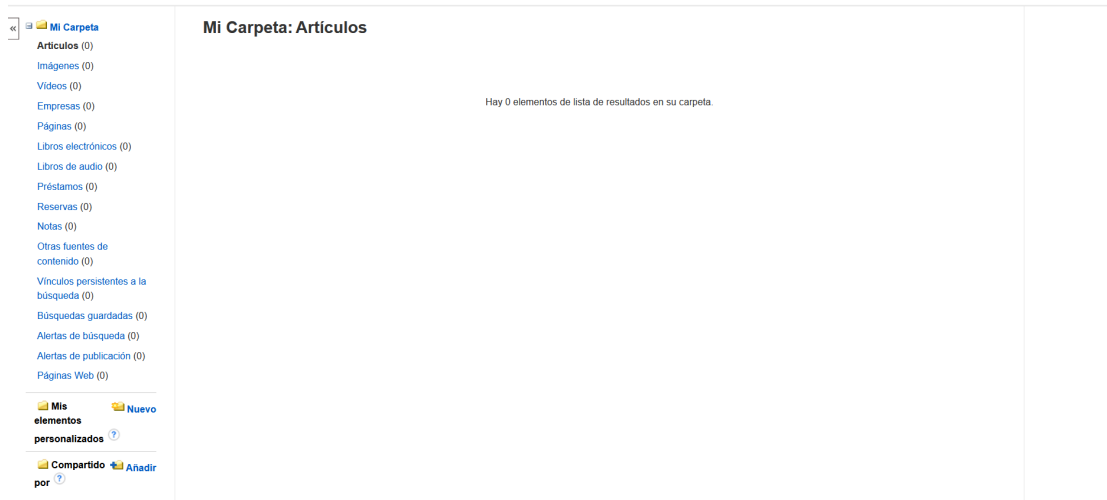 «
Mi Carpeta
Artículos (0)
Imágenes (0)
Vídeos (0)
Empresas (0)
Páginas (0)
Libros electrónicos (0)
Libros de audio (0)
Préstamos (0)
Reservas (0)
Notas (0)
Otras fuentes de
contenido (0)
Vínculos persistentes a la
búsqueda (0)
Búsquedas guardadas (0)
Alertas de búsqueda (0)
Alertas de publicación (0)
Páginas Web (0)
Mis Nuevo
elementos
personalizados ?
Compartido Añadir
por ?
Mi Carpeta: Artículos
Hay 0 elementos de lista de resultados en su carpeta.